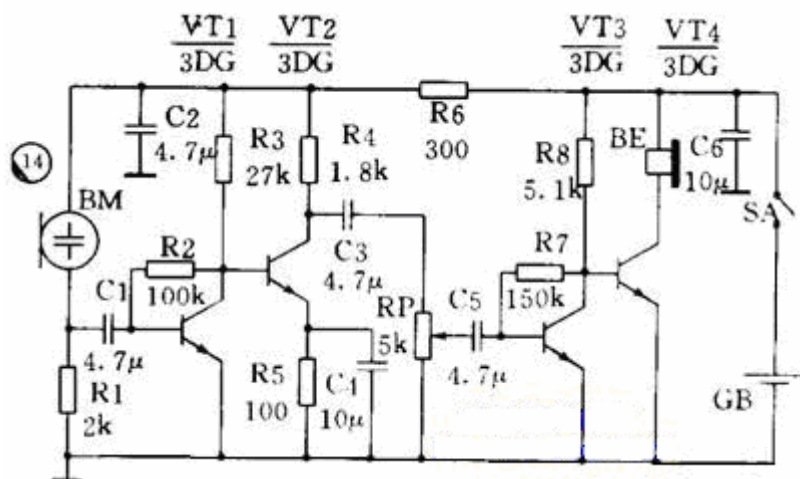 VT1
3DG
VT2
3DG
VT3
3DG
VT4
3DG
R6
300
C2
4.7μ
R3
27k
R4
1.8k
R8
5.1k
BE
C6
10μ
14
BM
SA
R2
100k
C3
4.7μ
R7
150k
C1
4.7μ
RP
5k
C5
4.7μ
R1
2k
R5
100
C4
10μ
GB